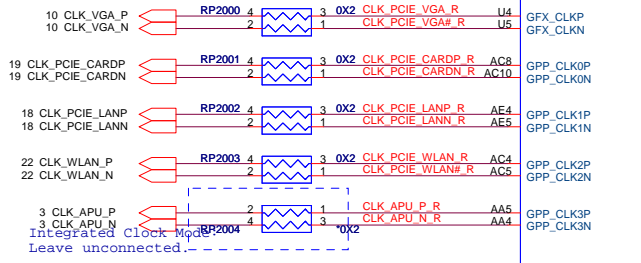 10 CLK_VGA_P RP2000 4 3 0X2 CLK_PCIE_VGA_R U4 GFX_CLKP
10 CLK_VGA_N 2 1 CLK_PCIE_VGA#_R U5 GFX_CLKN
19 CLK_PCIE_CARDP RP2001 4 3 0X2 CLK_PCIE_CARDP_R AC8 GPP_CLK0P
19 CLK_PCIE_CARDN 2 1 CLK_PCIE_CARDN_R AC10 GPP_CLK0N
18 CLK_PCIE_LANP RP2002 4 3 0X2 CLK_PCIE_LANP_R AE4 GPP_CLK1P
18 CLK_PCIE_LANN 2 1 CLK_PCIE_LANN_R AE5 GPP_CLK1N
22 CLK_WLAN_P RP2003 4 3 0X2 CLK_PCIE_WLAN_R AC4 GPP_CLK2P
22 CLK_WLAN_N 2 1 CLK_PCIE_WLAN#_R AC5 GPP_CLK2N
3 CLK_APU_P 2 1 CLK_APU_P_R AA5 GPP_CLK3P
3 CLK_APU_N 4 3 CLK_APU_N_R AA4 GPP_CLK3N
RP2004 *0X2
Integrated Clock Mode:
Leave unconnected.